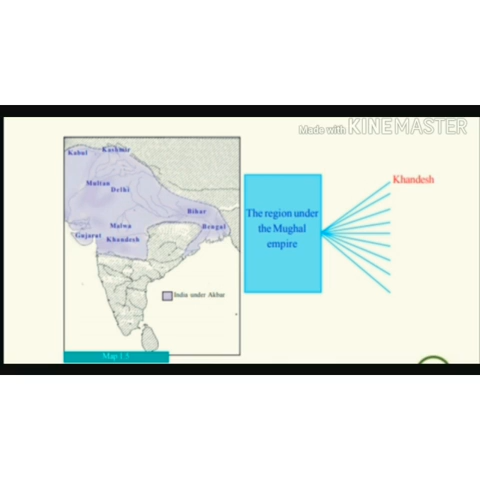 Made with KINEMASTER
Kabul
Kashmir
Multan
Delhi
Bihar
Bengal
Malwa
Gujarat
Khandesh
India under Akbar
Map 1.5
The region under
the Mughal
empire
Khandesh